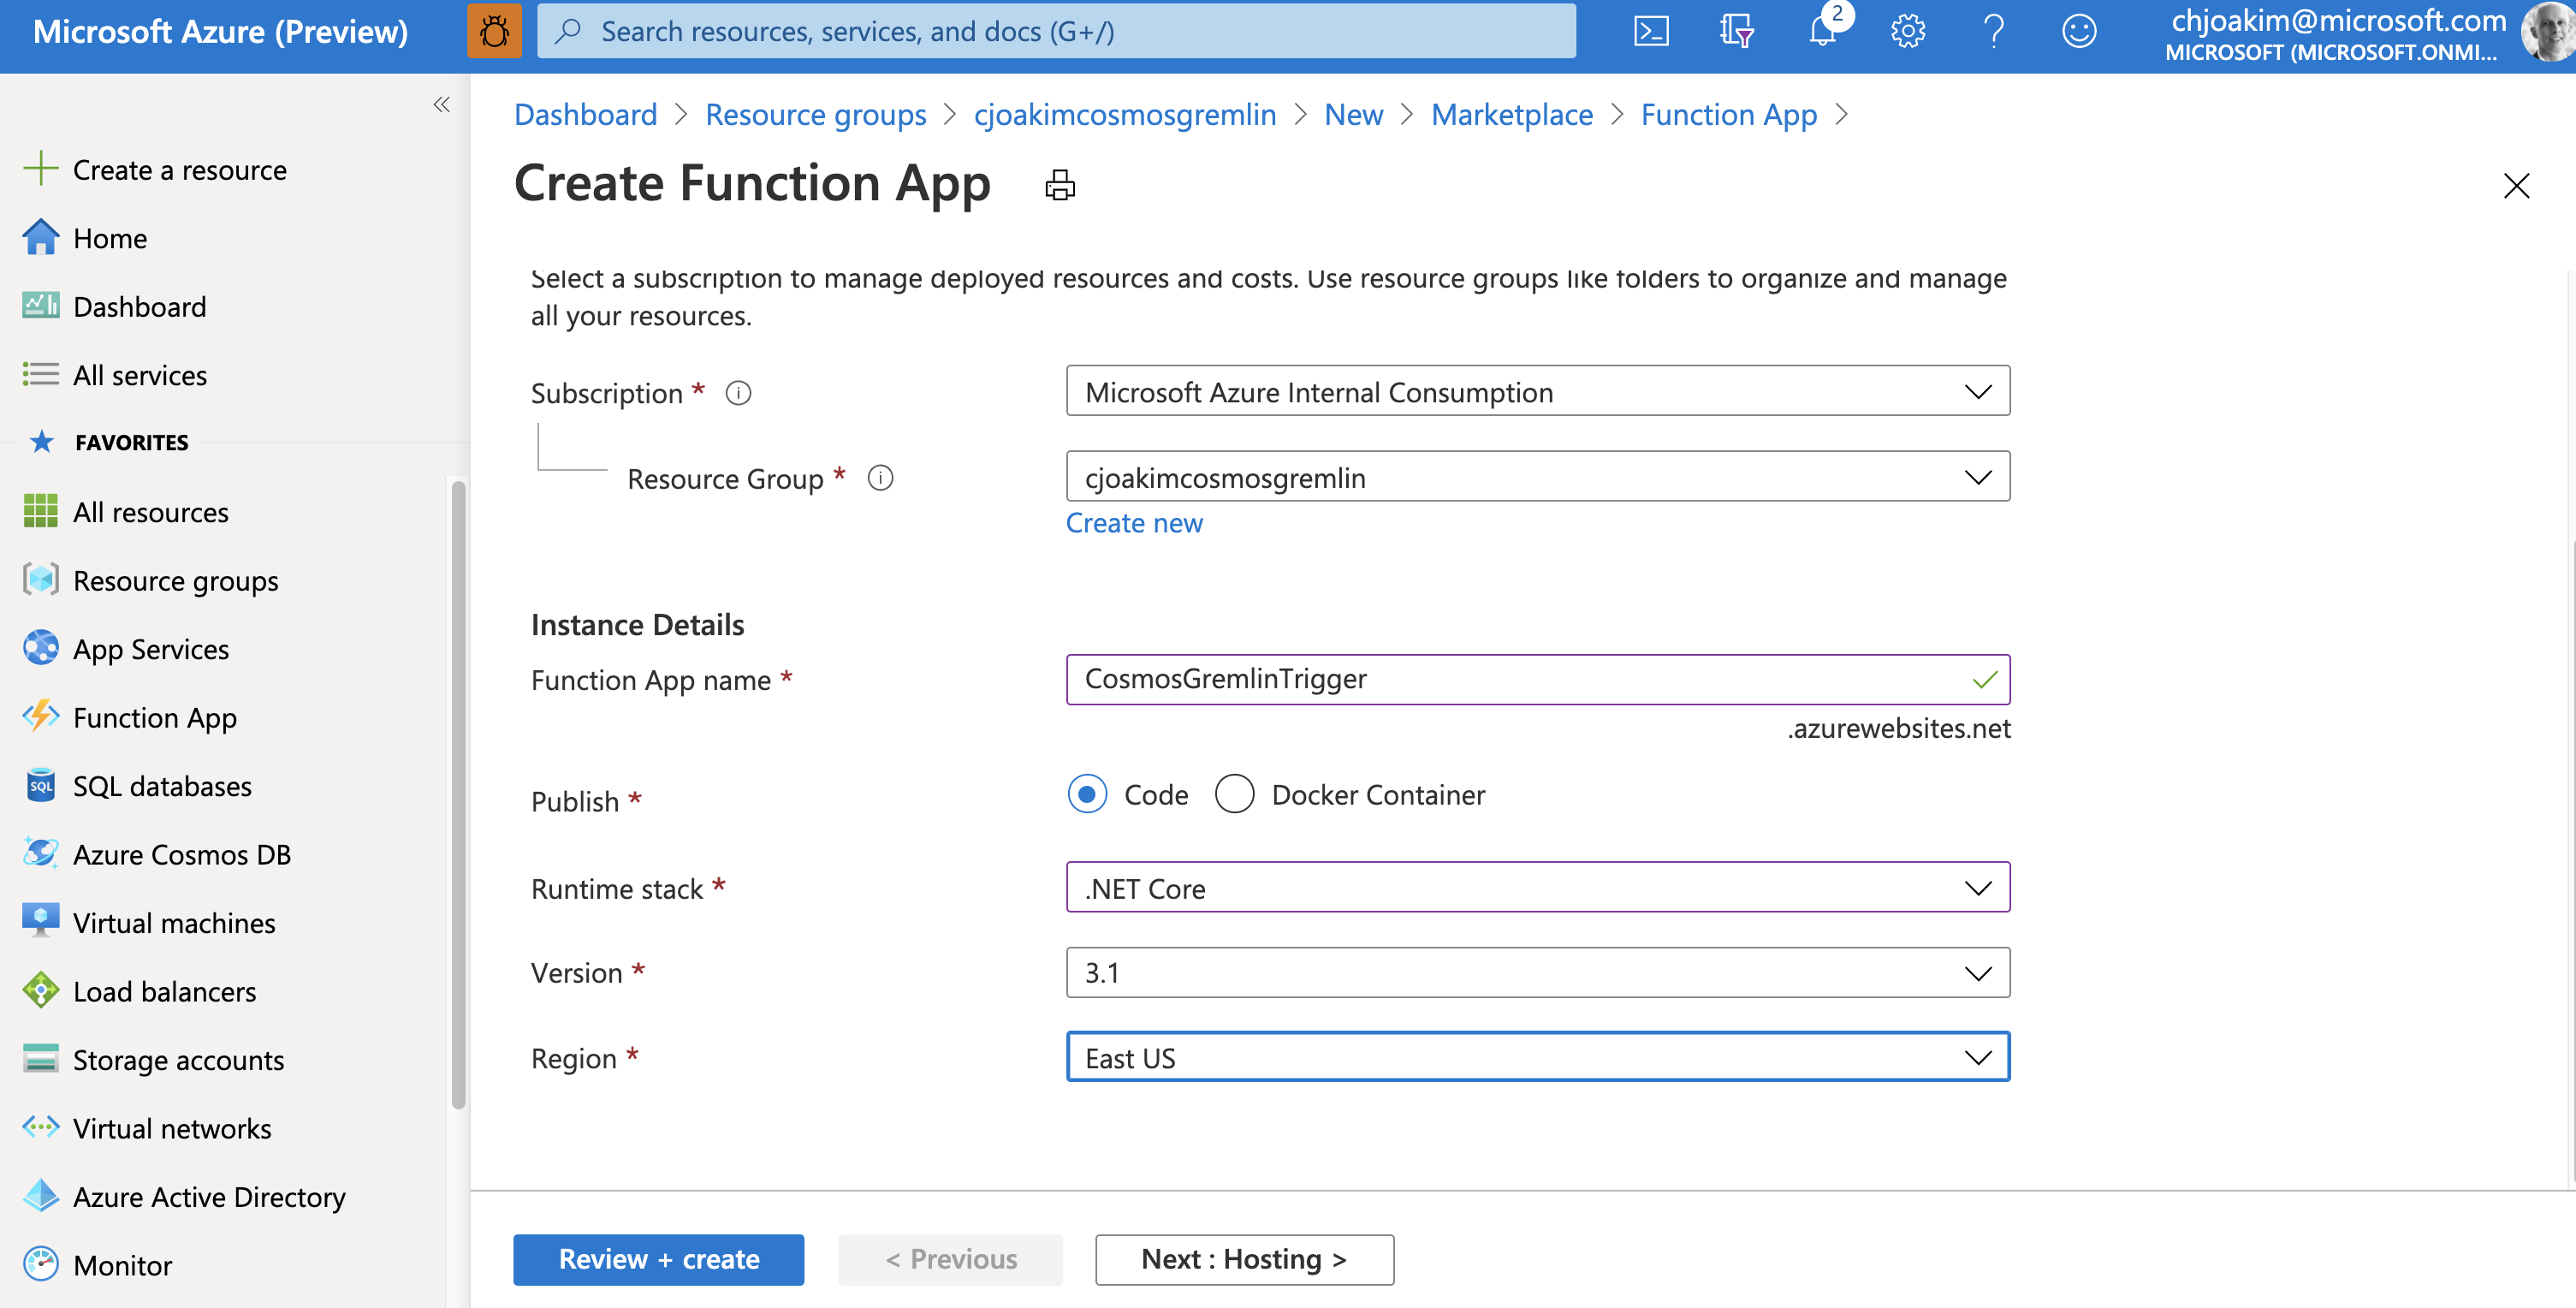 Microsoft Azure (Preview)
Search resources, services, and docs (G+/)
2
chjoakim@microsoft.com
MICROSOFT (MICROSOFT.ONMI...
«
Create a resource
Home
Dashboard
All services
FAVORITES
All resources
Resource groups
App Services
Function App
SQL
SQL databases
Azure Cosmos DB
Virtual machines
Load balancers
Storage accounts
Virtual networks
Azure Active Directory
Monitor
Dashboard > Resource groups > cjoakimcosmosgremlin > New > Marketplace > Function App >
Create Function App
Select a subscription to manage deployed resources and costs. Use resource groups like folders to organize and manage
all your resources.
Subscription *
Microsoft Azure Internal Consumption
Resource Group *
cjoakimcosmosgremlin
Create new
Instance Details
Function App name *
CosmosGremlinTrigger
.azurewebsites.net
Publish *
Code
Docker Container
Runtime stack *
.NET Core
Version *
3.1
Region *
East US
Review + create
< Previous
Next : Hosting >